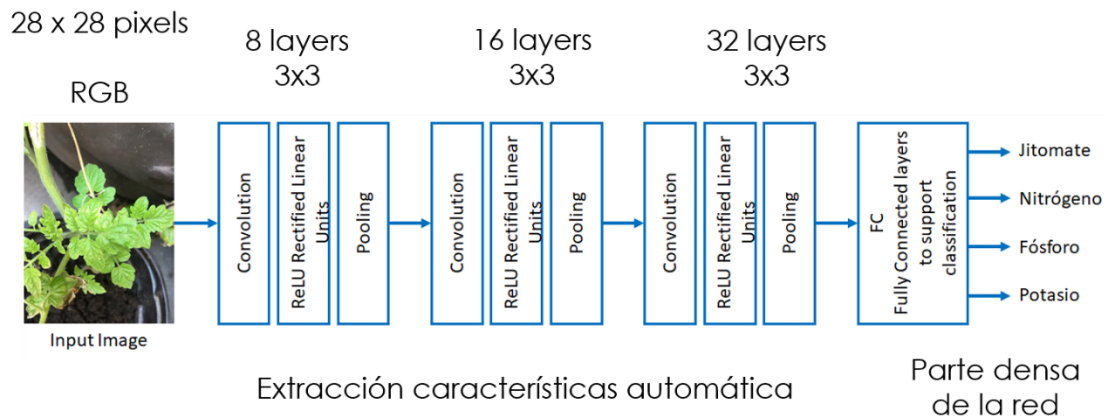 28 x 28 pixels
RGB
Input Image
8 layers
3x3
Convolution
ReLU Rectified Linear
Units
Pooling
16 layers
3x3
Convolution
ReLU Rectified Linear
Units
Pooling
32 layers
3x3
Convolution
ReLU Rectified Linear
Units
Pooling
FC
Fully Connected layers
to support
classification
Jitomate
Nitrógeno
Fósforo
Potasio
Extracción características automática
Parte densa
de la red